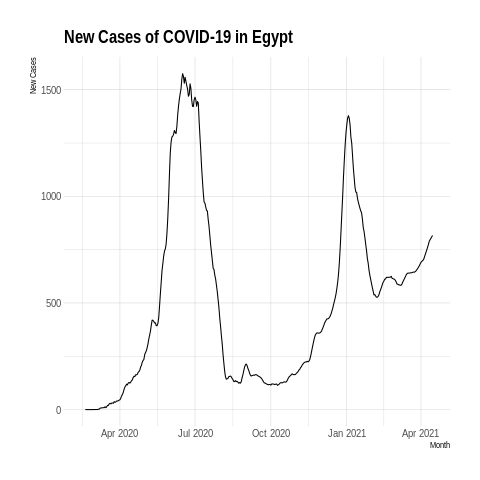 New Cases of COVID-19 in Egypt
New Cases
1500
1000
500
0
Apr 2020 Jul 2020 Oct 2020 Jan 2021 Apr 2021
Month